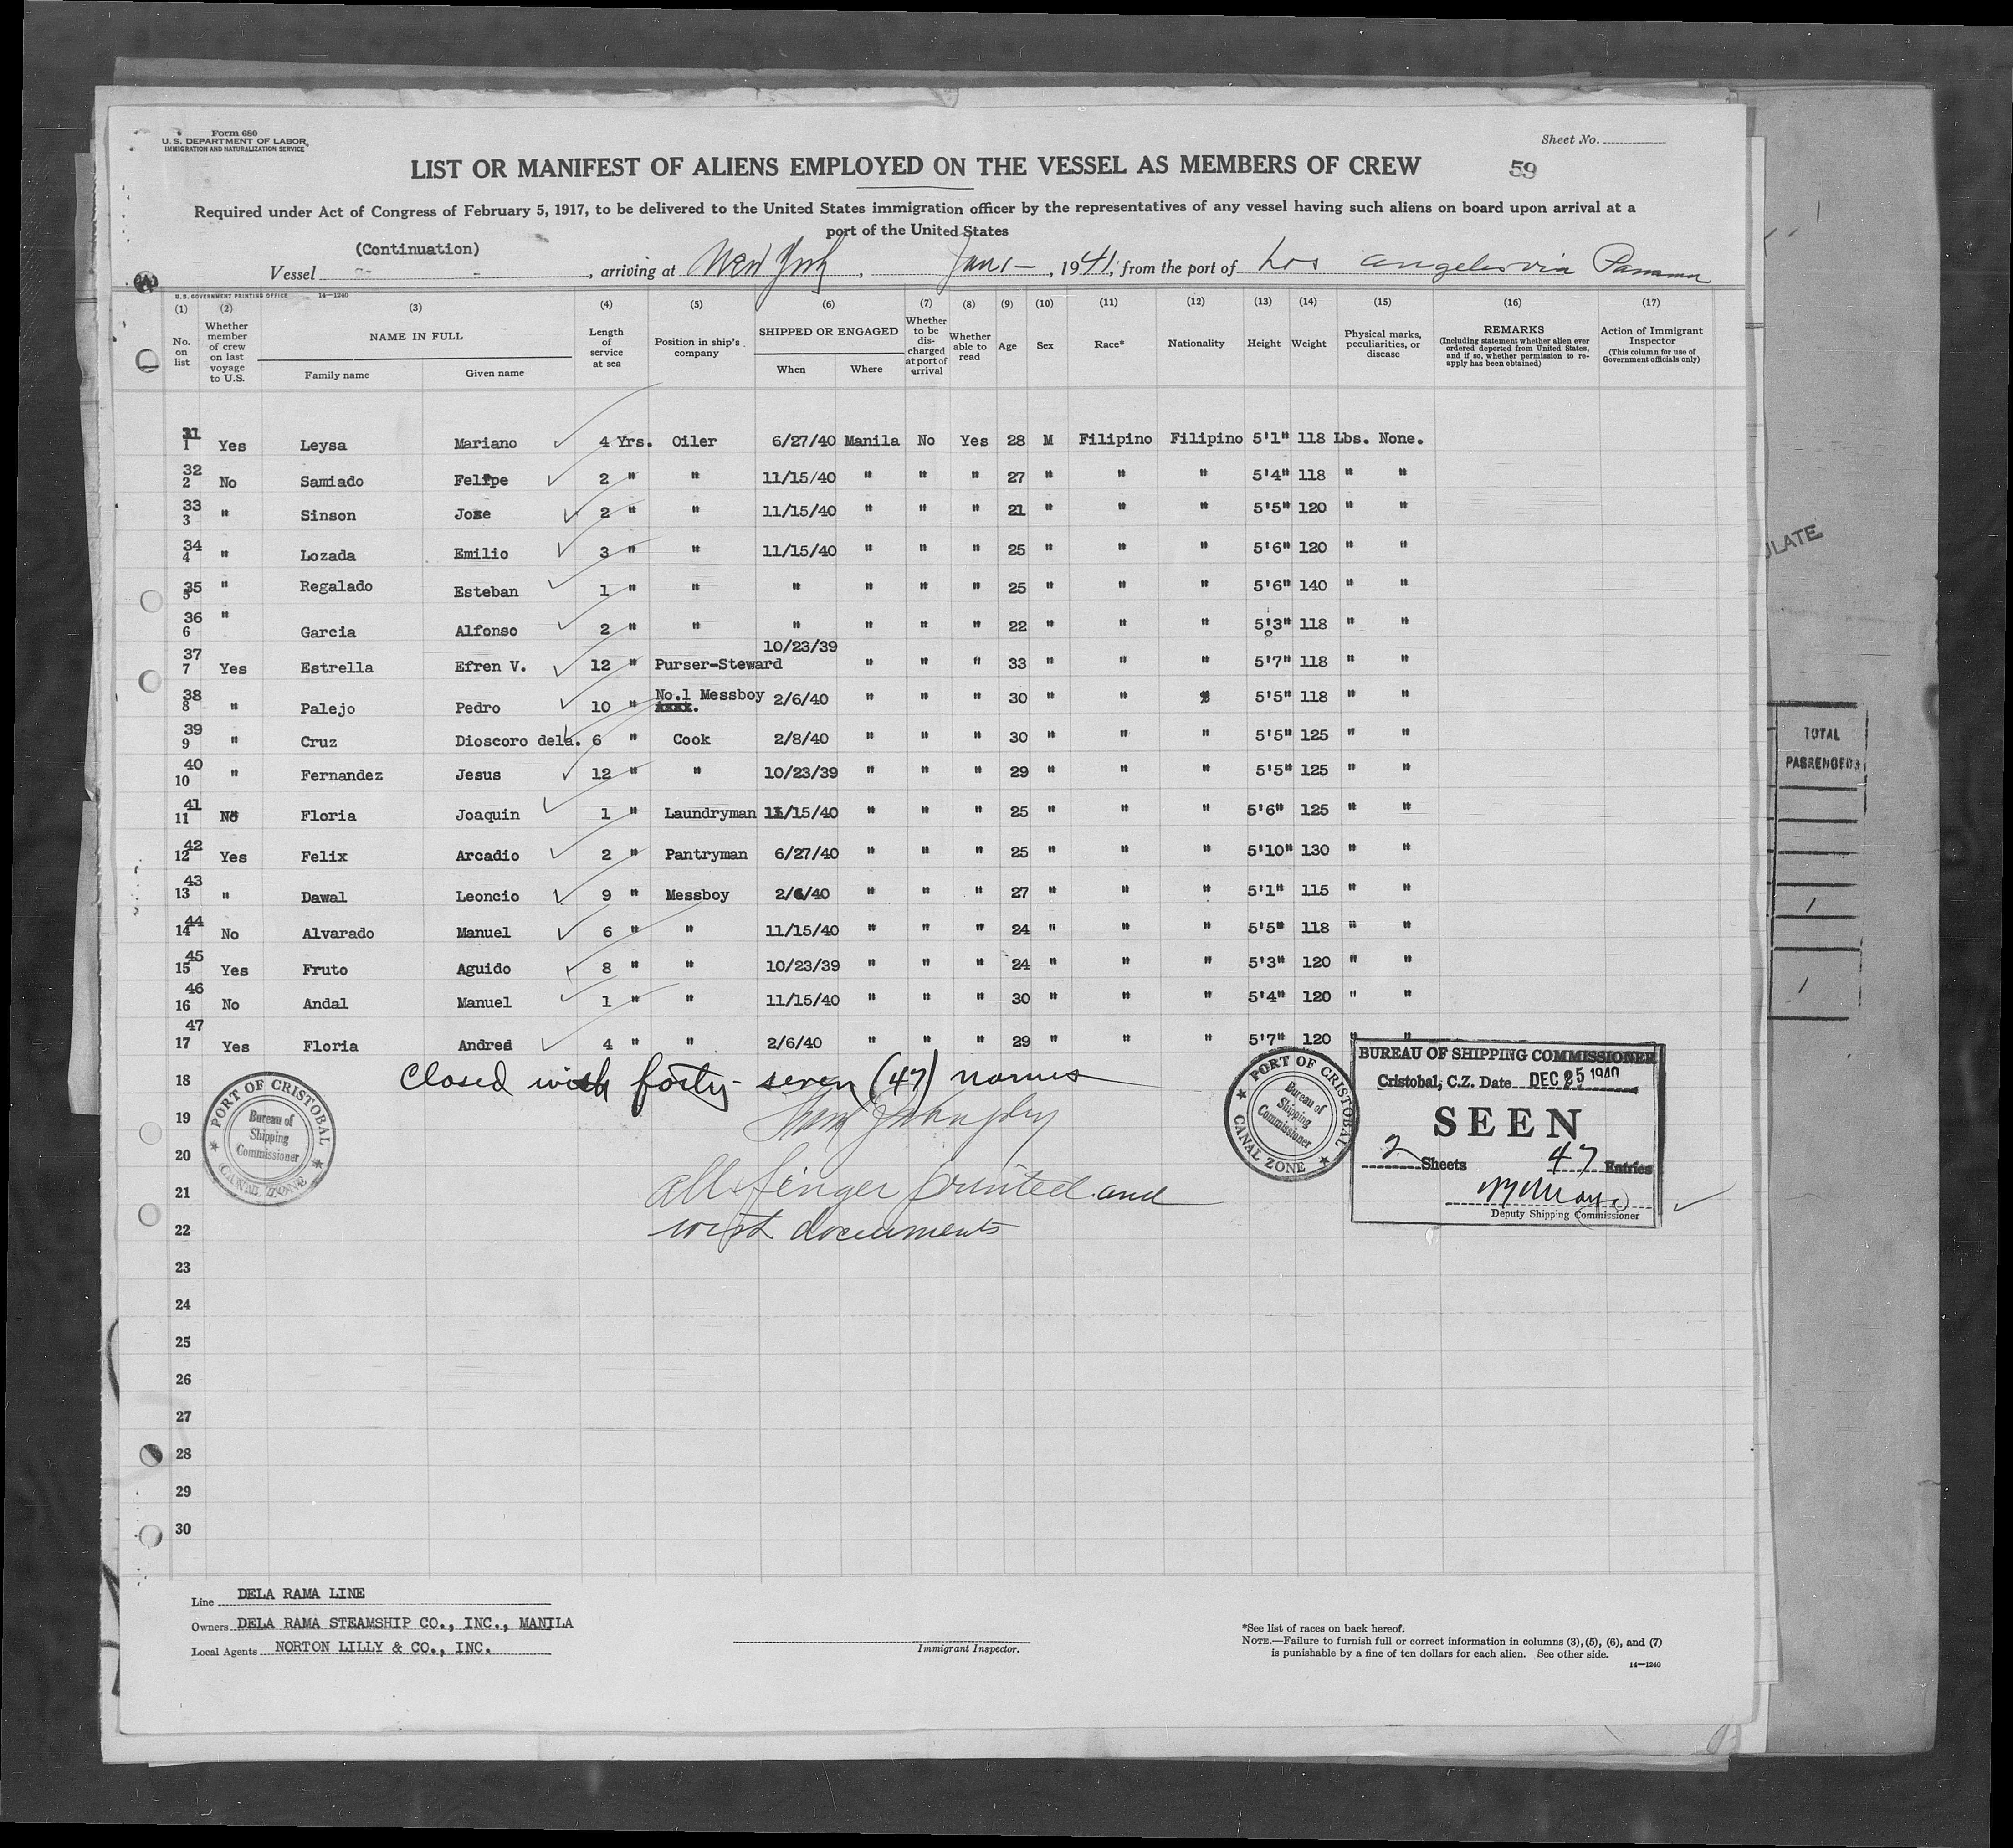 Form 680
U. S. DEPARTMENT OF LABOR
IMMIGRATION AND NATURALIZATION SERVICE
Sheet No.
LIST OR MANIFEST OF ALIENS EMPLOYED ON THE VESSEL AS MEMBERS OF CREW
59
Required under Act of Congress of February 5, 1917, to be delivered to the United States immigration officer by the representatives of any vessel having such aliens on board upon arrival at a
port of the United States
(Continuation)
Vessel , arriving at New York , Jan 1- , 1941, from the port of Los angeles via Panama
U. S. GOVERNMENT PRINTING OFFICE 14-1240
(1) (2) (3) (4) (5) (6) (7) (8) (9) (10) (11) (12) (13) (14) (15) (16) (17)
No. on list
Whether member of crew on last voyage to U.S.
NAME IN FULL
Family name Given name
Length of service at sea
Position in ship's company
SHIPPED OR ENGAGED
When Where
Whether to be discharged at port of arrival
Whether able to read
Age Sex Race* Nationality Height Weight
Physical marks, peculiarities, or disease
REMARKS
(Including statement whether alien ever ordered deported from United States, and if so, whether permission to reapply has been obtained)
Action of Immigrant Inspector
(This column for use of Government officials only)
31 1 Yes Leysa Mariano 4 Yrs. Oiler 6/27/40 Manila No Yes 28 M Filipino Filipino 5'1" 118 Lbs. None.
32 2 No Samiado Felipe 2 " " 11/15/40 " " " 27 " " " 5'4" 118 " "
33 3 " Sinson Jose 2 " " 11/15/40 " " " 21 " " " 5'5" 120 " "
34 4 " Lozada Emilio 3 " " 11/15/40 " " " 25 " " " 5'6" 120 " "
35 5 " Regalado Esteban 1 " " " " " " 25 " " " 5'6" 140 " "
36 6 " Garcia Alfonso 2 " " " " " " 22 " " " 5'3" 118 " "
37 7 Yes Estrella Efren V. 12 " Purser-Steward 10/23/39 " " " 33 " " " 5'7" 118 " "
38 8 " Palejo Pedro 10 " No.1 Messboy 2/6/40 " " " 30 " " " 5'5" 118 " "
39 9 " Cruz Dioscoro dela. 6 " Cook 2/8/40 " " " 30 " " " 5'5" 125 " "
40 10 " Fernandez Jesus 12 " " 10/23/39 " " " 29 " " " 5'5" 125 " "
41 11 No Floria Joaquin 1 " Laundryman 11/15/40 " " " 25 " " " 5'6" 125 " "
42 12 Yes Felix Arcadio 2 " Pantryman 6/27/40 " " " 25 " " " 5'10" 130 " "
43 13 " Dawal Leoncio 9 " Messboy 2/6/40 " " " 27 " " " 5'1" 115 " "
44 14 No Alvarado Manuel 6 " " 11/15/40 " " " 24 " " " 5'5" 118 " "
45 15 Yes Fruto Aguido 8 " " 10/23/39 " " " 24 " " " 5'3" 120 " "
46 16 No Andal Manuel 1 " " 11/15/40 " " " 30 " " " 5'4" 120 " "
47 17 Yes Floria Andres 4 " " 2/6/40 " " " 29 " " " 5'7" 120 " "
18
Closed with forty-seven (47) names
19
20
21
all finger printed and
22
wist documents
23
24
25
26
27
28
29
30
PORT OF CRISTOBAL
Bureau of Shipping Commissioner
CANAL ZONE
PORT OF CRISTOBAL
Bureau of Shipping Commissioner
CANAL ZONE
BUREAU OF SHIPPING COMMISSIONER
Cristobal, C.Z. Date DEC 25 1940
SEEN
2 Sheets 47 Entries
Deputy Shipping Commissioner
TOTAL
PASSENGERS
Line DELA RAMA LINE
Owners DELA RAMA STEAMSHIP CO., INC., MANILA
Local Agents NORTON LILLY & CO., INC.
Immigrant Inspector.
*See list of races on back hereof.
NOTE.—Failure to furnish full or correct information in columns (3), (5), (6), and (7)
is punishable by a fine of ten dollars for each alien. See other side.
14-1240